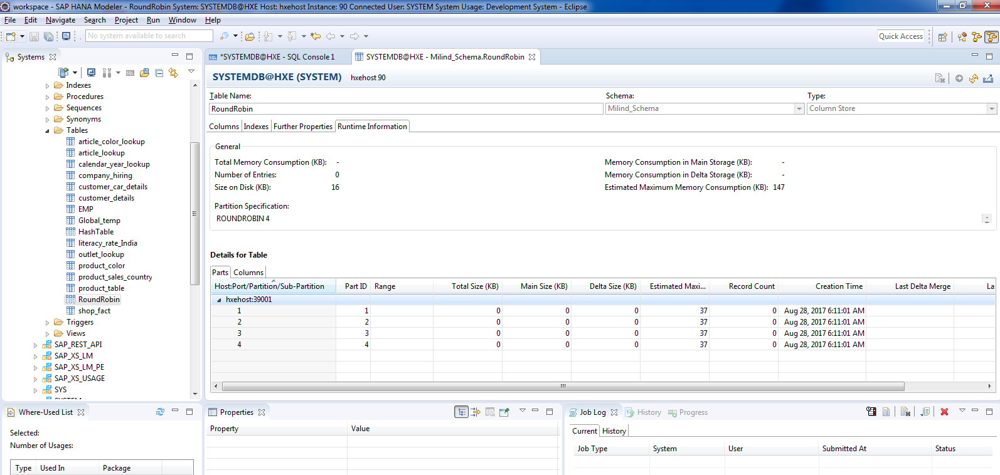 workspace - SAP HANA Modeler - RoundRobin System: SYSTEMDB@HXE Host: hxehost Instance: 90 Connected User: SYSTEM System Usage: Development System - Eclipse
File Edit Navigate Search Project Run Window Help
No system available to search
Quick Access
Systems
Indexes
Procedures
Sequences
Synonyms
Tables
article_color_lookup
article_lookup
calendar_year_lookup
company_hiring
customer_car_details
customer_details
EMP
Global_temp
HashTable
literacy_rate_India
outlet_lookup
product_color
product_sales_country
product_table
RoundRobin
shop_fact
Triggers
Views
SAP_REST_API
SAP_XS_LM
SAP_XS_LM_PE
SAP_XS_USAGE
SYS
SYSTEM
*SYSTEMDB@HXE - SQL Console 1
SYSTEMDB@HXE - Milind_Schema.RoundRobin
SYSTEMDB@HXE (SYSTEM) hxehost 90
Table Name: Schema: Type:
RoundRobin Milind_Schema Column Store
Columns Indexes Further Properties Runtime Information
General
Total Memory Consumption (KB): - Memory Consumption in Main Storage (KB): -
Number of Entries: 0 Memory Consumption in Delta Storage (KB): -
Size on Disk (KB): 16 Estimated Maximum Memory Consumption (KB): 147
Partition Specification:
ROUNDROBIN 4
Details for Table
Parts Columns
Host:Port/Partition/Sub-Partition Part ID Range Total Size (KB) Main Size (KB) Delta Size (KB) Estimated Maxi... Record Count Creation Time Last Delta Merge La
hxehost:39001
1 1 0 0 0 37 0 Aug 28, 2017 6:11:01 AM
2 2 0 0 0 37 0 Aug 28, 2017 6:11:01 AM
3 3 0 0 0 37 0 Aug 28, 2017 6:11:01 AM
4 4 0 0 0 37 0 Aug 28, 2017 6:11:01 AM
Where-Used List
Selected:
Number of Usages:
Type Used In Package
Properties
Property Value
Job Log History Progress
Current History
Job Type System User Submitted At Status